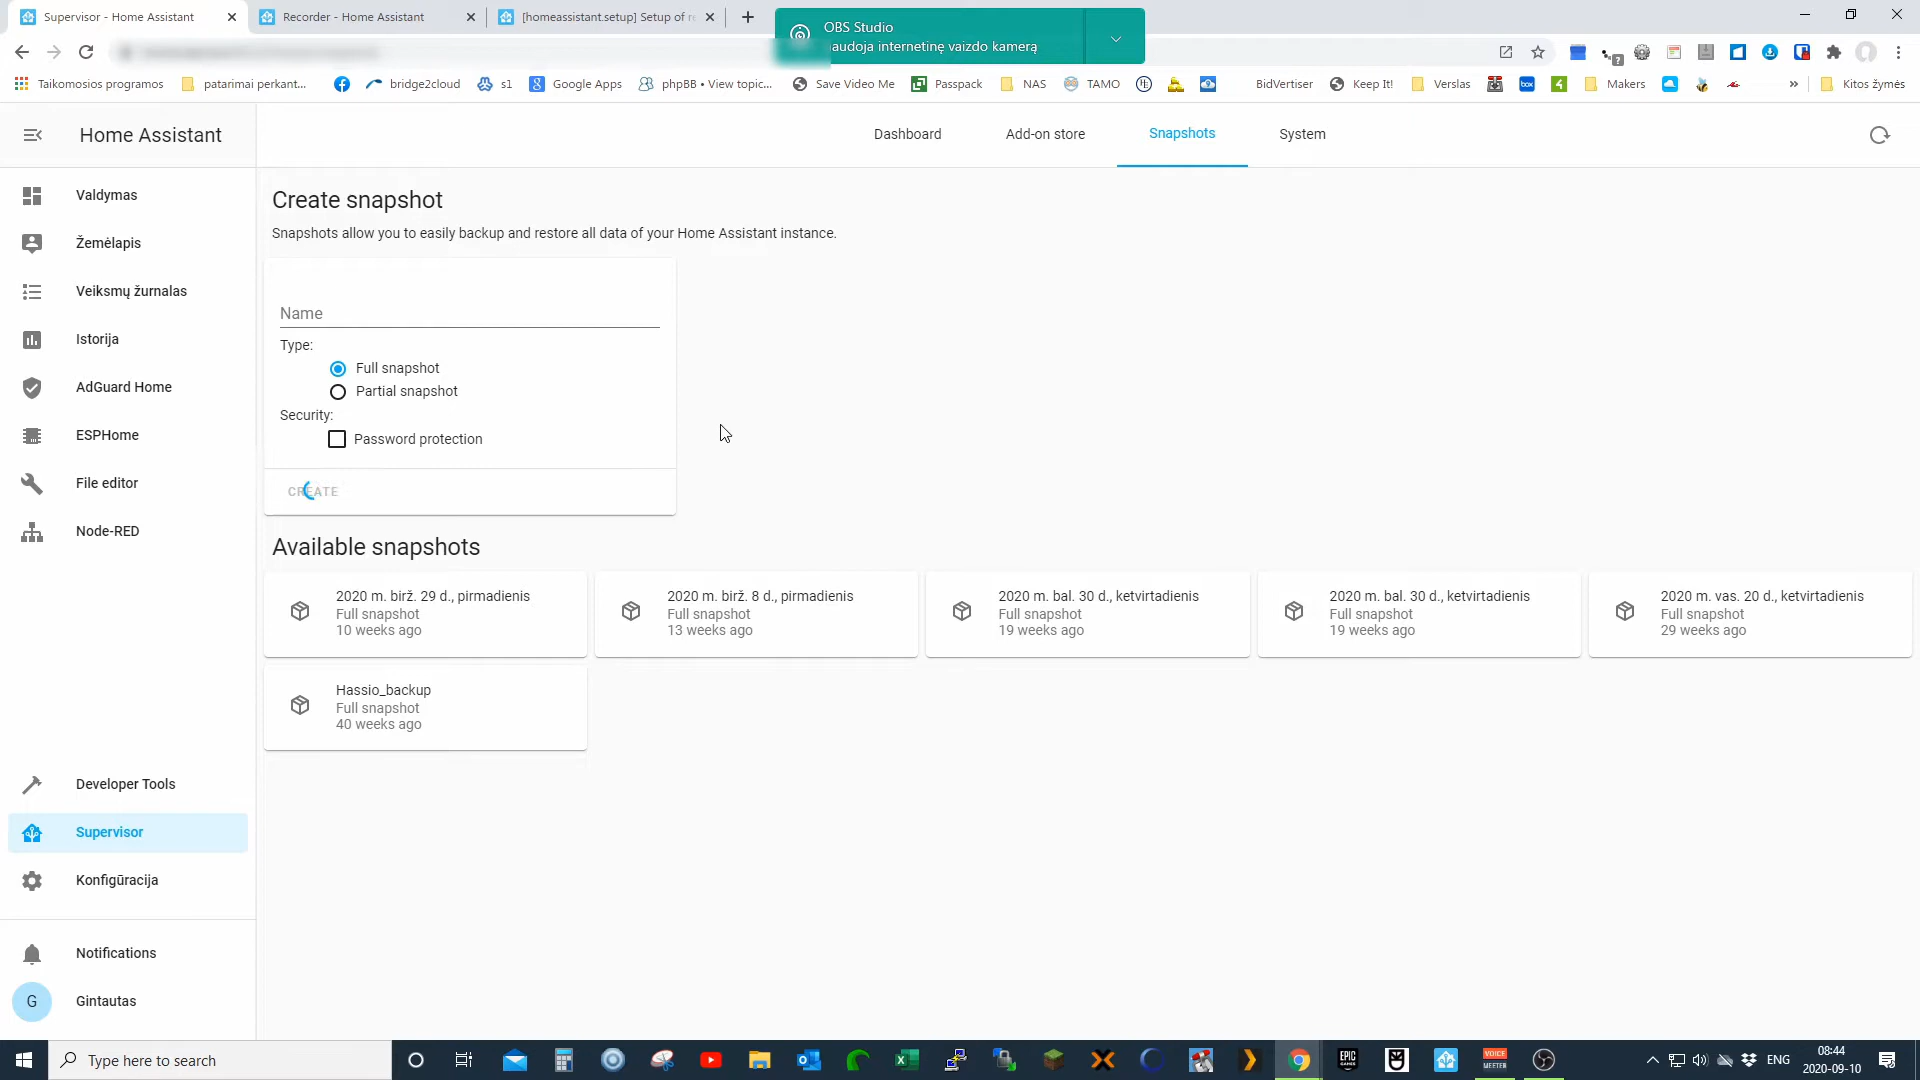 Supervisor - Home Assistant
Recorder - Home Assistant
[homeassistant.setup] Setup of r
OBS Studio
audoja internetinę vaizdo kamerą
Taikomosios programos
patarimai perkant...
bridge2cloud
s1
Google Apps
phpBB • View topic...
Save Video Me
Passpack
NAS
TAMO
BidVertiser
Keep It!
Verslas
box
4
Makers
»
Kitos žymės
Home Assistant
Dashboard
Add-on store
Snapshots
System
Valdymas
Žemėlapis
Veiksmų žurnalas
Istorija
AdGuard Home
ESPHome
File editor
Node-RED
Developer Tools
Supervisor
Konfigūracija
Notifications
G
Gintautas
Create snapshot
Snapshots allow you to easily backup and restore all data of your Home Assistant instance.
Name
Type:
Full snapshot
Partial snapshot
Security:
Password protection
CREATE
Available snapshots
2020 m. birž. 29 d., pirmadienis
Full snapshot
10 weeks ago
2020 m. birž. 8 d., pirmadienis
Full snapshot
13 weeks ago
2020 m. bal. 30 d., ketvirtadienis
Full snapshot
19 weeks ago
2020 m. bal. 30 d., ketvirtadienis
Full snapshot
19 weeks ago
2020 m. vas. 20 d., ketvirtadienis
Full snapshot
29 weeks ago
Hassio_backup
Full snapshot
40 weeks ago
Type here to search
EPIC
GAMES
VOICE
MEETER
ENG
08:44
2020-09-10